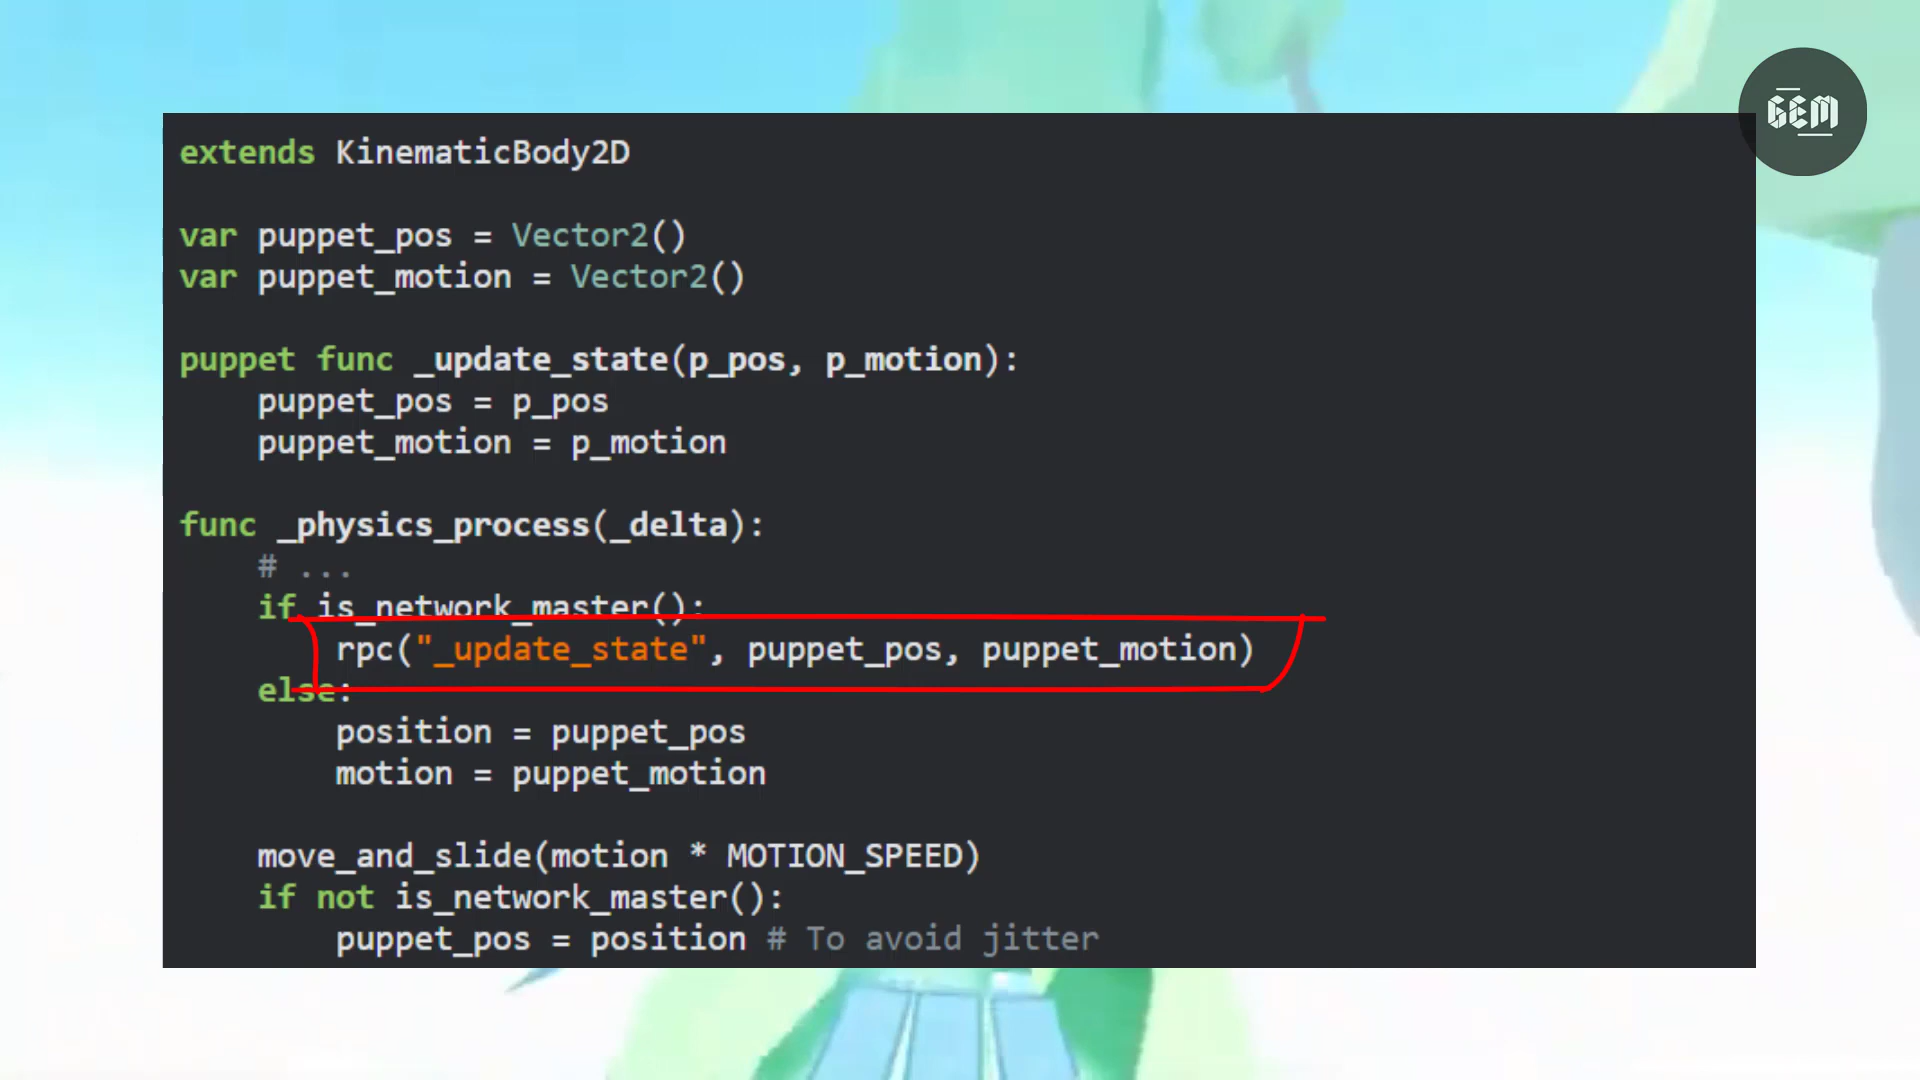 GEM
extends KinematicBody2D
var puppet_pos = Vector2()
var puppet_motion = Vector2()
puppet func _update_state(p_pos, p_motion):
    puppet_pos = p_pos
    puppet_motion = p_motion
func _physics_process(_delta):
    # ...
    if is_network_master():
        rpc("_update_state", puppet_pos, puppet_motion)
    else:
        position = puppet_pos
        motion = puppet_motion
    move_and_slide(motion * MOTION_SPEED)
    if not is_network_master():
        puppet_pos = position # To avoid jitter